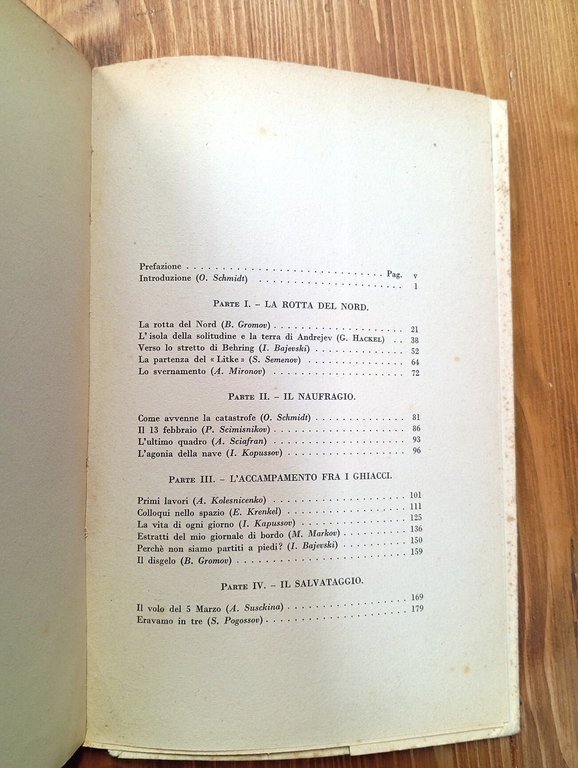 Prefazione . . . . . . . . . . . . . . . . . . . . . . . . . . . . . Pag. v
Introduzione (O. Schmidt) . . . . . . . . . . . . . . . . . . . . . 1
Parte I. – LA ROTTA DEL NORD.
La rotta del Nord (B. Gromov) . . . . . . . . . . . . . . . . . . 21
L'isola della solitudine e la terra di Andrejev (G. Hackel) . . 38
Verso lo stretto di Behring (I. Bajevski) . . . . . . . . . . . . . 52
La partenza del « Litke » (S. Semenov) . . . . . . . . . . . . . 64
Lo svernamento (A. Mironov) . . . . . . . . . . . . . . . . . . . 72
Parte II. – IL NAUFRAGIO.
Come avvenne la catastrofe (O. Schmidt) . . . . . . . . . . . . . 81
Il 13 febbraio (P. Scimisnikov) . . . . . . . . . . . . . . . . . . 86
L'ultimo quadro (A. Sciafran) . . . . . . . . . . . . . . . . . . . 93
L'agonia della nave (I. Kopussov) . . . . . . . . . . . . . . . . . 96
Parte III. – L'ACCAMPAMENTO FRA I GHIACCI.
Primi lavori (A. Kolesnicenko) . . . . . . . . . . . . . . . . . . 101
Colloqui nello spazio (E. Krenkel) . . . . . . . . . . . . . . . . 111
La vita di ogni giorno (I. Kapussov) . . . . . . . . . . . . . . . 125
Estratti del mio giornale di bordo (M. Markov) . . . . . . . . . 136
Perchè non siamo partiti a piedi? (I. Bajevski) . . . . . . . . . 150
Il disgelo (B. Gromov) . . . . . . . . . . . . . . . . . . . . . . 159
Parte IV. – IL SALVATAGGIO.
Il volo del 5 Marzo (A. Susckina) . . . . . . . . . . . . . . . . . 169
Eravamo in tre (S. Pogossov) . . . . . . . . . . . . . . . . . . . 179